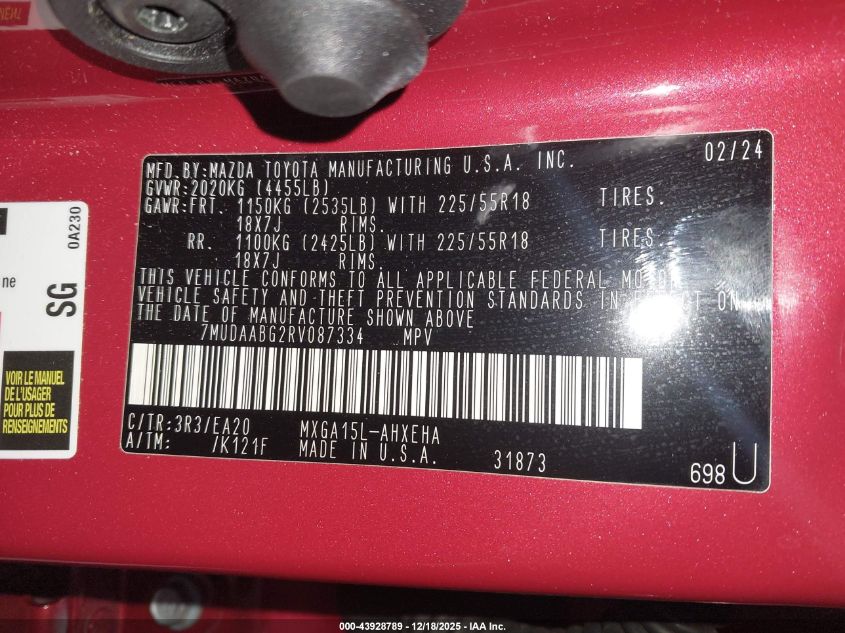 MFD.BY:MAZDA TOYOTA MANUFACTURING U.S.A. INC. 02/24
GVWR:2020KG (4455LB)
GAWR:FRT. 1150KG (2535LB) WITH 225/55R18 TIRES.
18X7J RIMS.
RR. 1100KG (2425LB) WITH 225/55R18 TIRES.
18X7J RIMS.
THIS VEHICLE CONFORMS TO ALL APPLICABLE FEDERAL MOTOR
VEHICLE SAFETY AND THEFT PREVENTION STANDARDS IN EFFECT ON
THE DATE OF MANUFACTURE SHOWN ABOVE
7MUDAABG2RV087334 MPV
C/TR:3R3/EA20 MXGA15L-AHXEHA
A/TM: /K121F MADE IN U.S.A. 31873
698 U
0A230
SG
ne
VOIR LE MANUEL
DE L'USAGER
POUR PLUS DE
RENSEIGNEMENTS
000-43928789 - 12/18/2025 - IAA Inc.